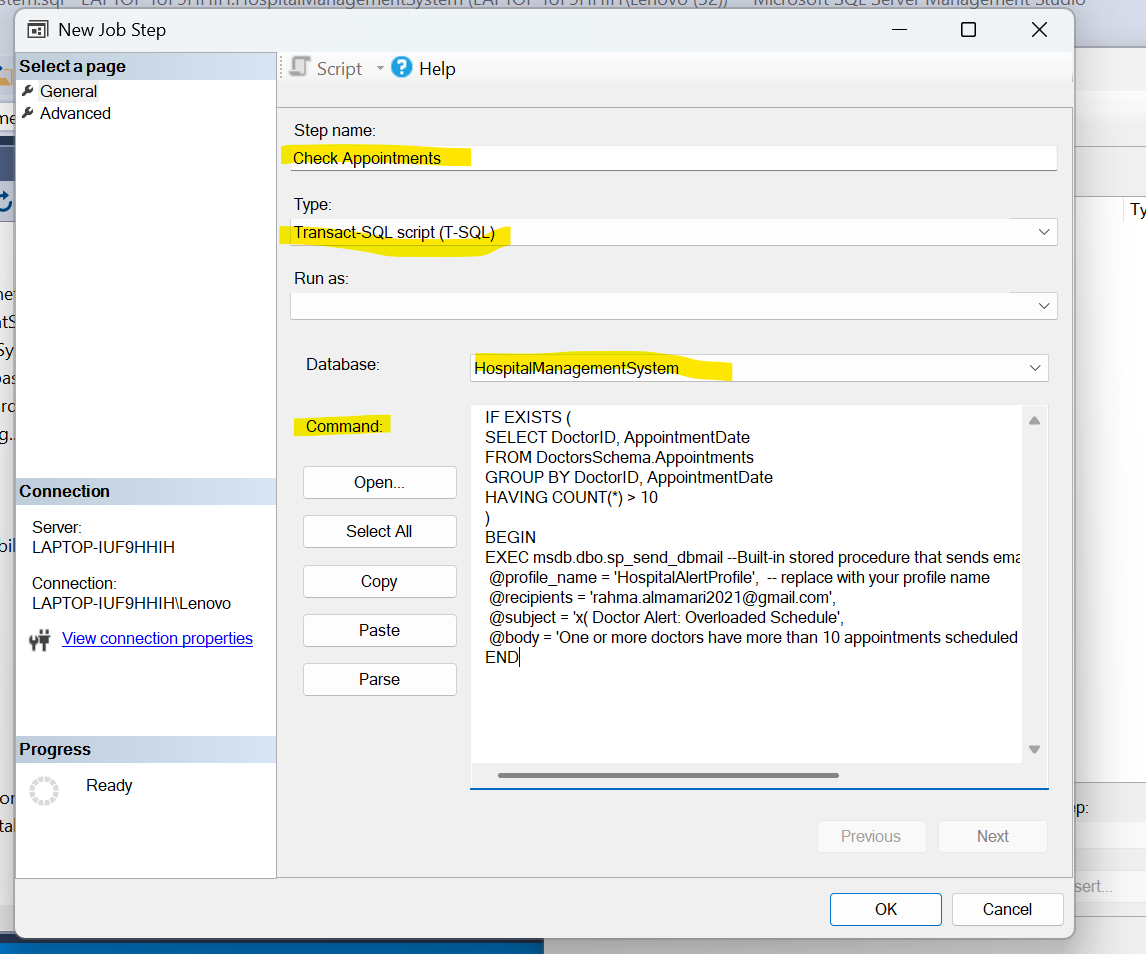 New Job Step
Select a page
General
Advanced
Script
Help
Step name:
Check Appointments
Type:
Transact-SQL script (T-SQL)
Run as:
Database:
HospitalManagementSystem
Command:
Open...
Select All
Copy
Paste
Parse
IF EXISTS (
SELECT DoctorID, AppointmentDate
FROM DoctorsSchema.Appointments
GROUP BY DoctorID, AppointmentDate
HAVING COUNT(*) > 10
)
BEGIN
EXEC msdb.dbo.sp_send_dbmail --Built-in stored procedure that sends ema
@profile_name = 'HospitalAlertProfile',  -- replace with your profile name
@recipients = 'rahma.almamari2021@gmail.com',
@subject = 'x( Doctor Alert: Overloaded Schedule',
@body = 'One or more doctors have more than 10 appointments scheduled
END
Connection
Server:
LAPTOP-IUF9HHIH
Connection:
LAPTOP-IUF9HHIH\Lenovo
View connection properties
Progress
Ready
Previous
Next
OK
Cancel